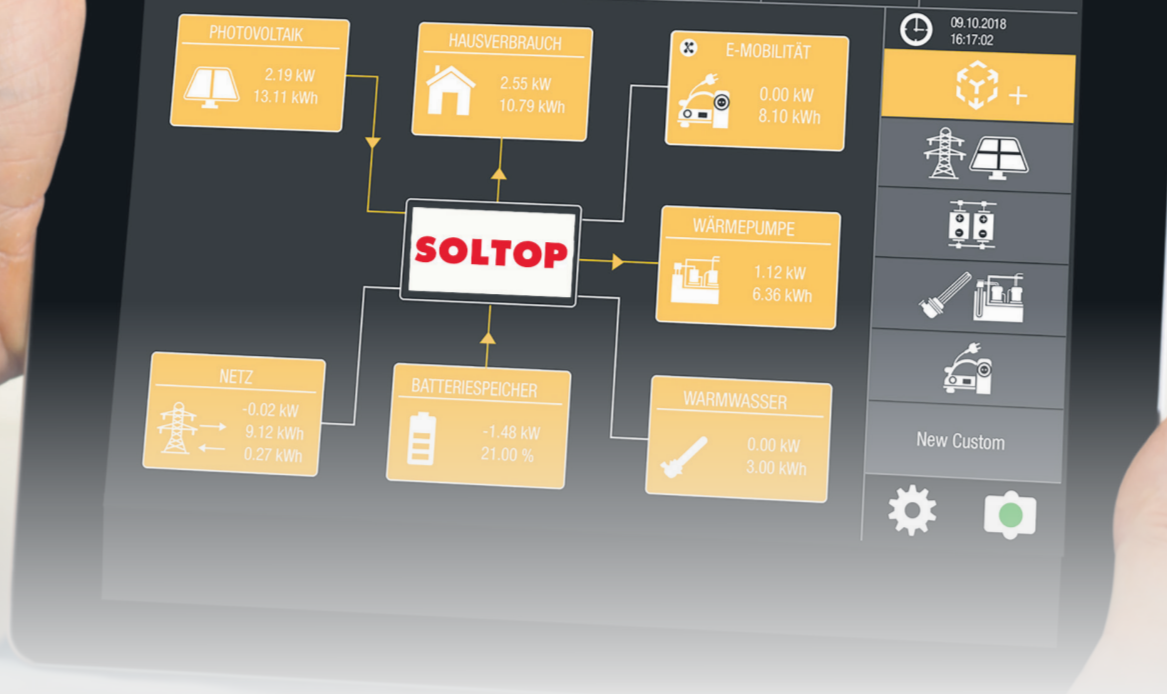 09.10.2018
16:17:02
PHOTOVOLTAIK
2.19 kW
13.11 kWh
HAUSVERBRAUCH
2.55 kW
10.79 kWh
E-MOBILITÄT
0.00 kW
8.10 kWh
SOLTOP
WÄRMEPUMPE
1.12 kW
6.36 kWh
NETZ
-0.02 kW
9.12 kWh
0.27 kWh
BATTERIESPEICHER
-1.48 kW
21.00 %
WARMWASSER
0.00 kW
3.00 kWh
New Custom